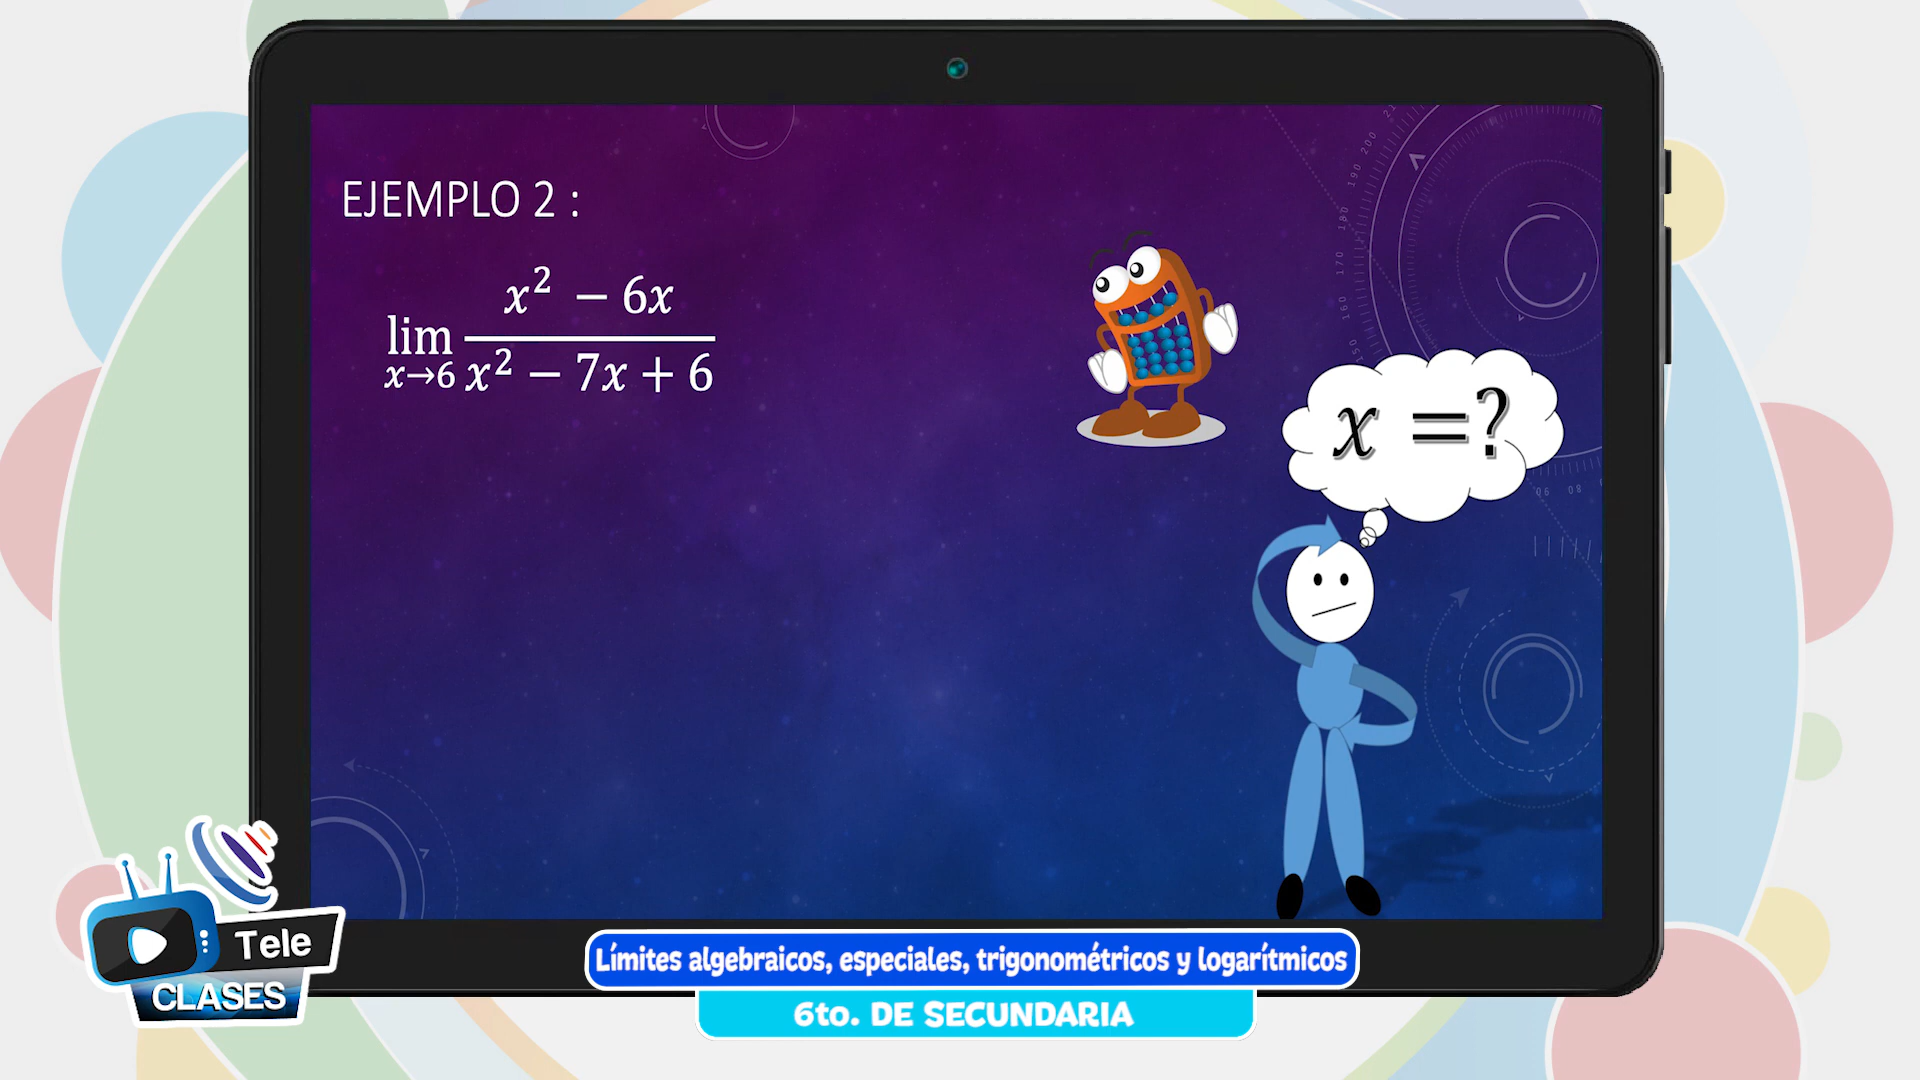 EJEMPLO 2 :
lim x→6 x² − 6x / x² − 7x + 6
x =?
Tele
CLASES
Límites algebraicos, especiales, trigonométricos y logarítmicos
6to. DE SECUNDARIA